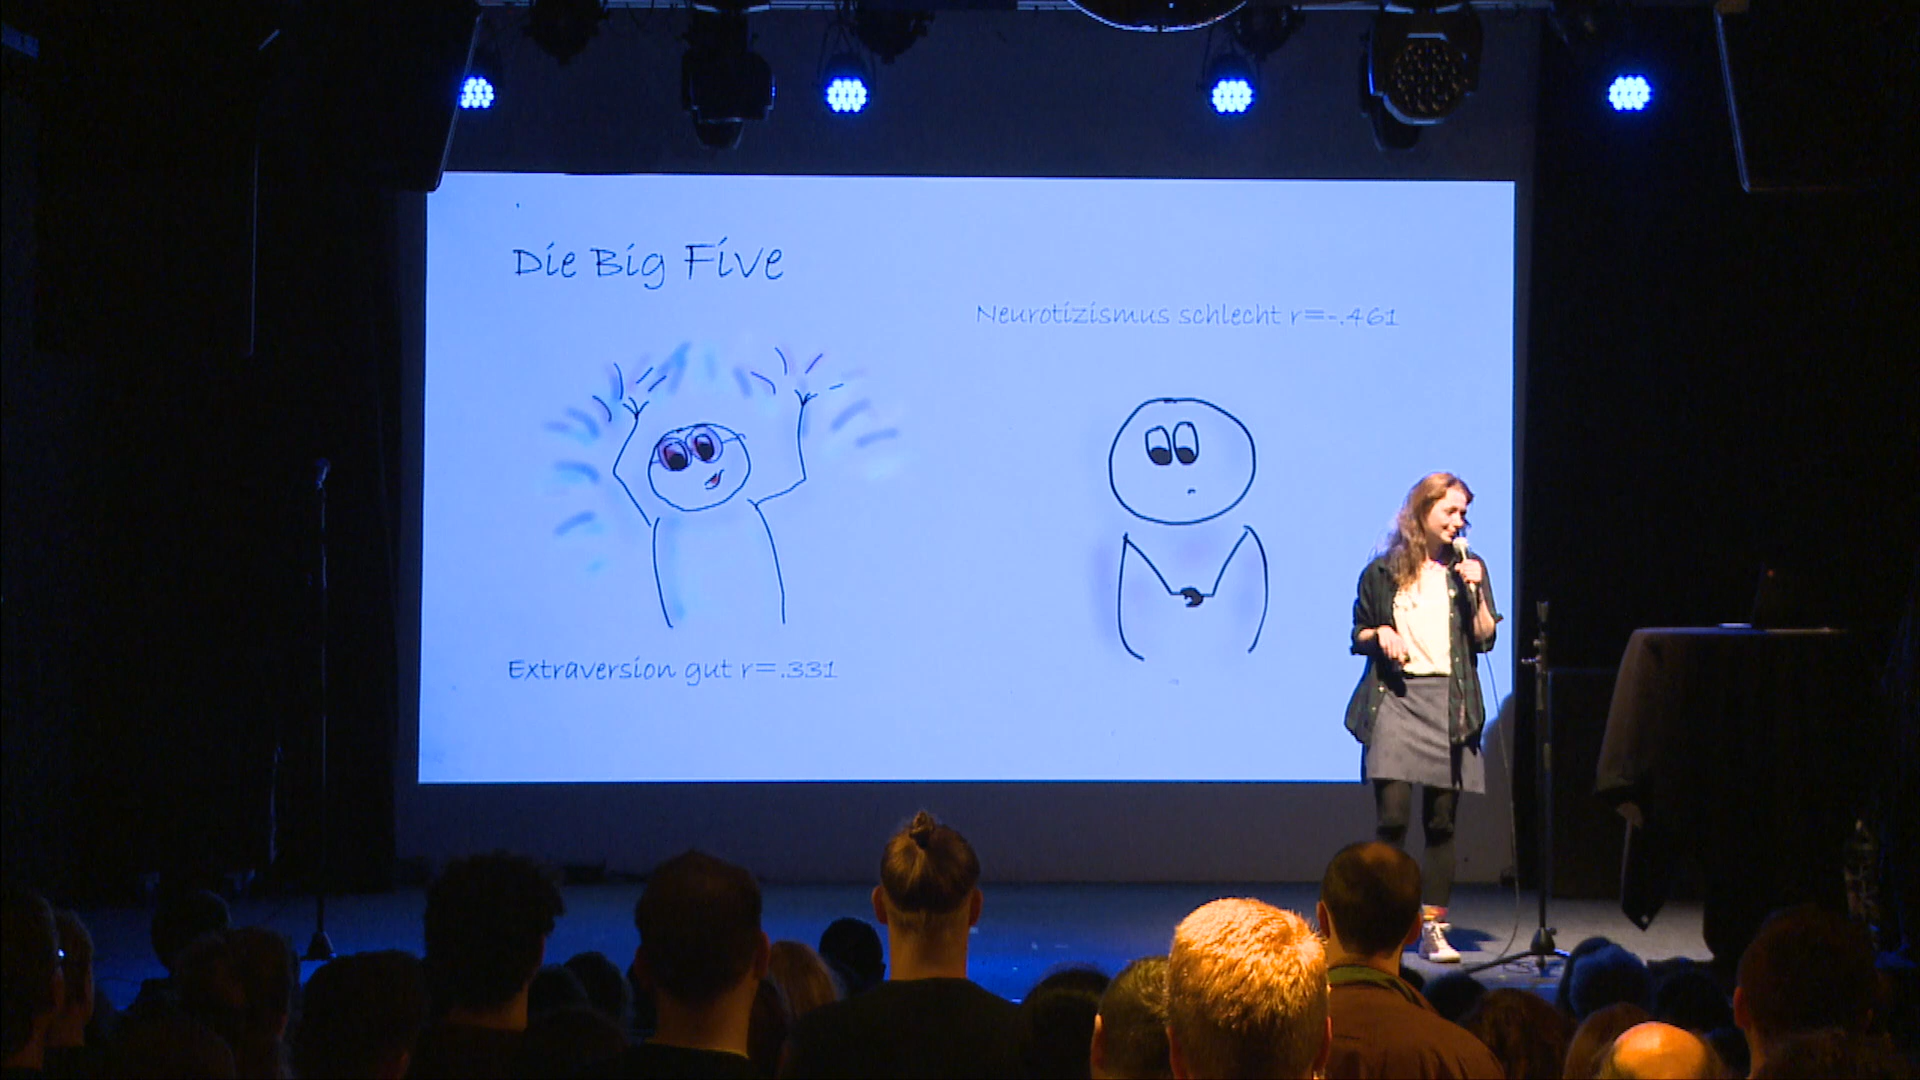 Die Big Five
Neurotizismus schlecht r=-.461
Extraversion gut r=.331